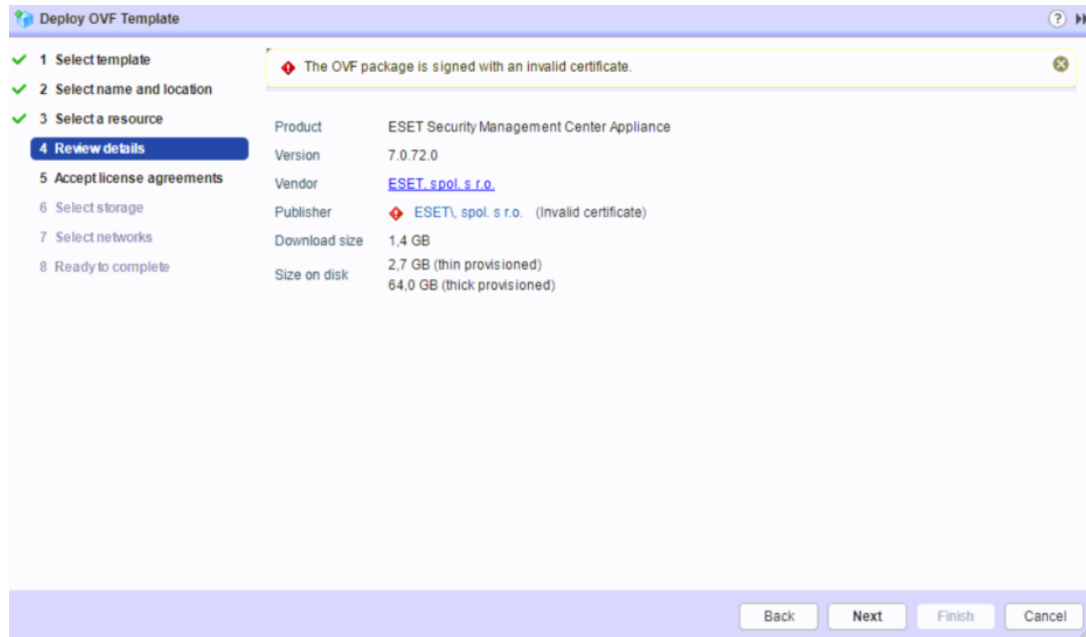 Deploy OVF Template
?
1 Select template
2 Select name and location
3 Select a resource
4 Review details
5 Accept license agreements
6 Select storage
7 Select networks
8 Ready to complete
The OVF package is signed with an invalid certificate.
Product ESET Security Management Center Appliance
Version 7.0.72.0
Vendor ESET, spol. s r.o.
Publisher ESET\, spol. s r.o. (Invalid certificate)
Download size 1,4 GB
Size on disk 2,7 GB (thin provisioned)
64,0 GB (thick provisioned)
Back Next Finish Cancel